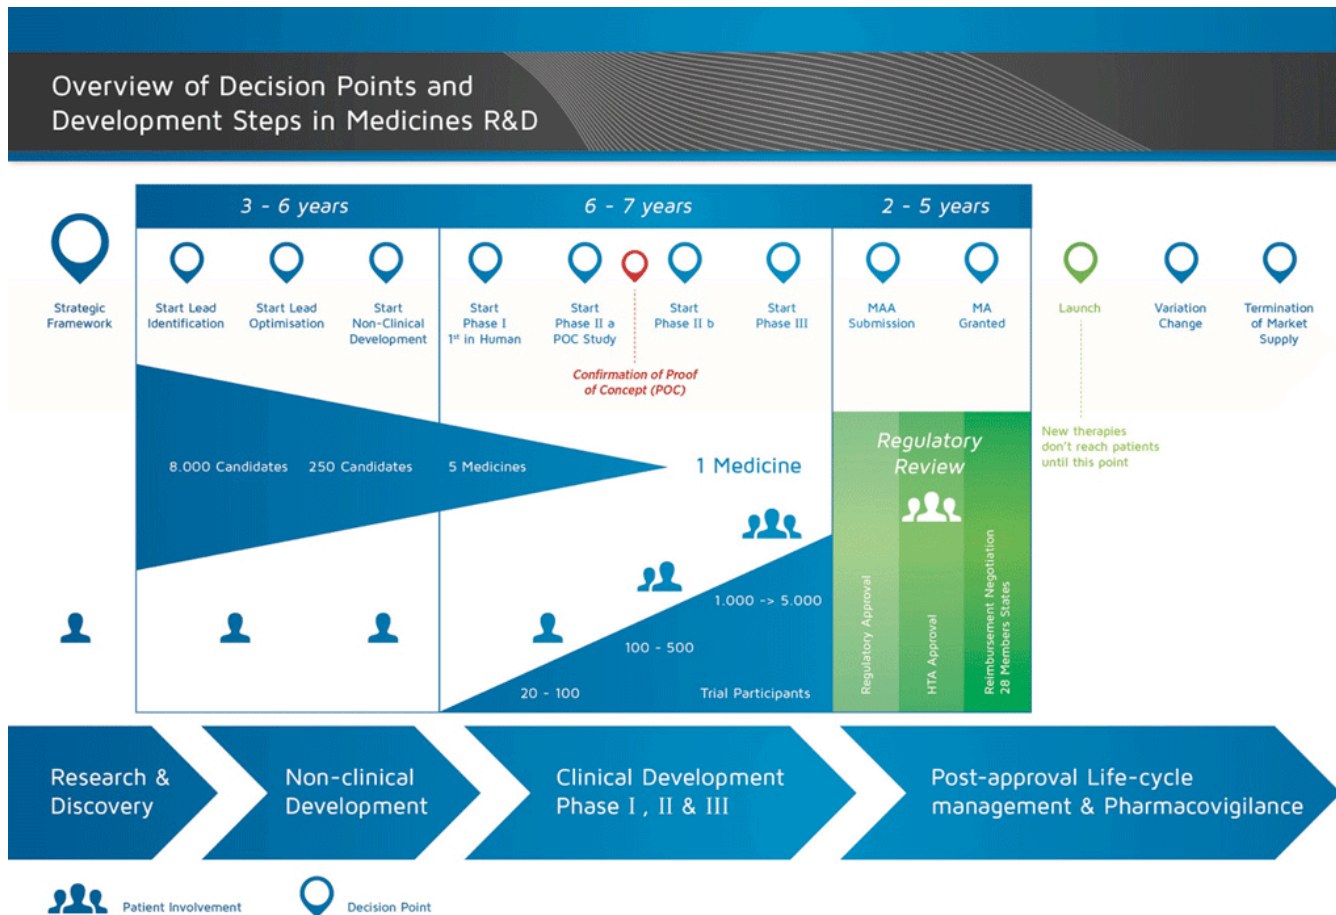 Overview of Decision Points and
Development Steps in Medicines R&D
3 - 6 years
6 - 7 years
2 - 5 years
Strategic
Framework
Start Lead
Identification
Start Lead
Optimisation
Start
Non-Clinical
Development
Start
Phase I
1st in Human
Start
Phase II a
POC Study
Start
Phase II b
Start
Phase III
MAA
Submission
MA
Granted
Launch
Variation
Change
Termination
of Market
Supply
Confirmation of Proof
of Concept (POC)
New therapies
don't reach patients
until this point
8.000 Candidates
250 Candidates
5 Medicines
1 Medicine
Regulatory
Review
1.000 -> 5.000
100 - 500
20 - 100
Trial Participants
Regulatory Approval
HTA Approval
Reimbursement Negotiation
28 Members States
Research &
Discovery
Non-clinical
Development
Clinical Development
Phase I , II & III
Post-approval Life-cycle
management & Pharmacovigilance
Patient Involvement
Decision Point